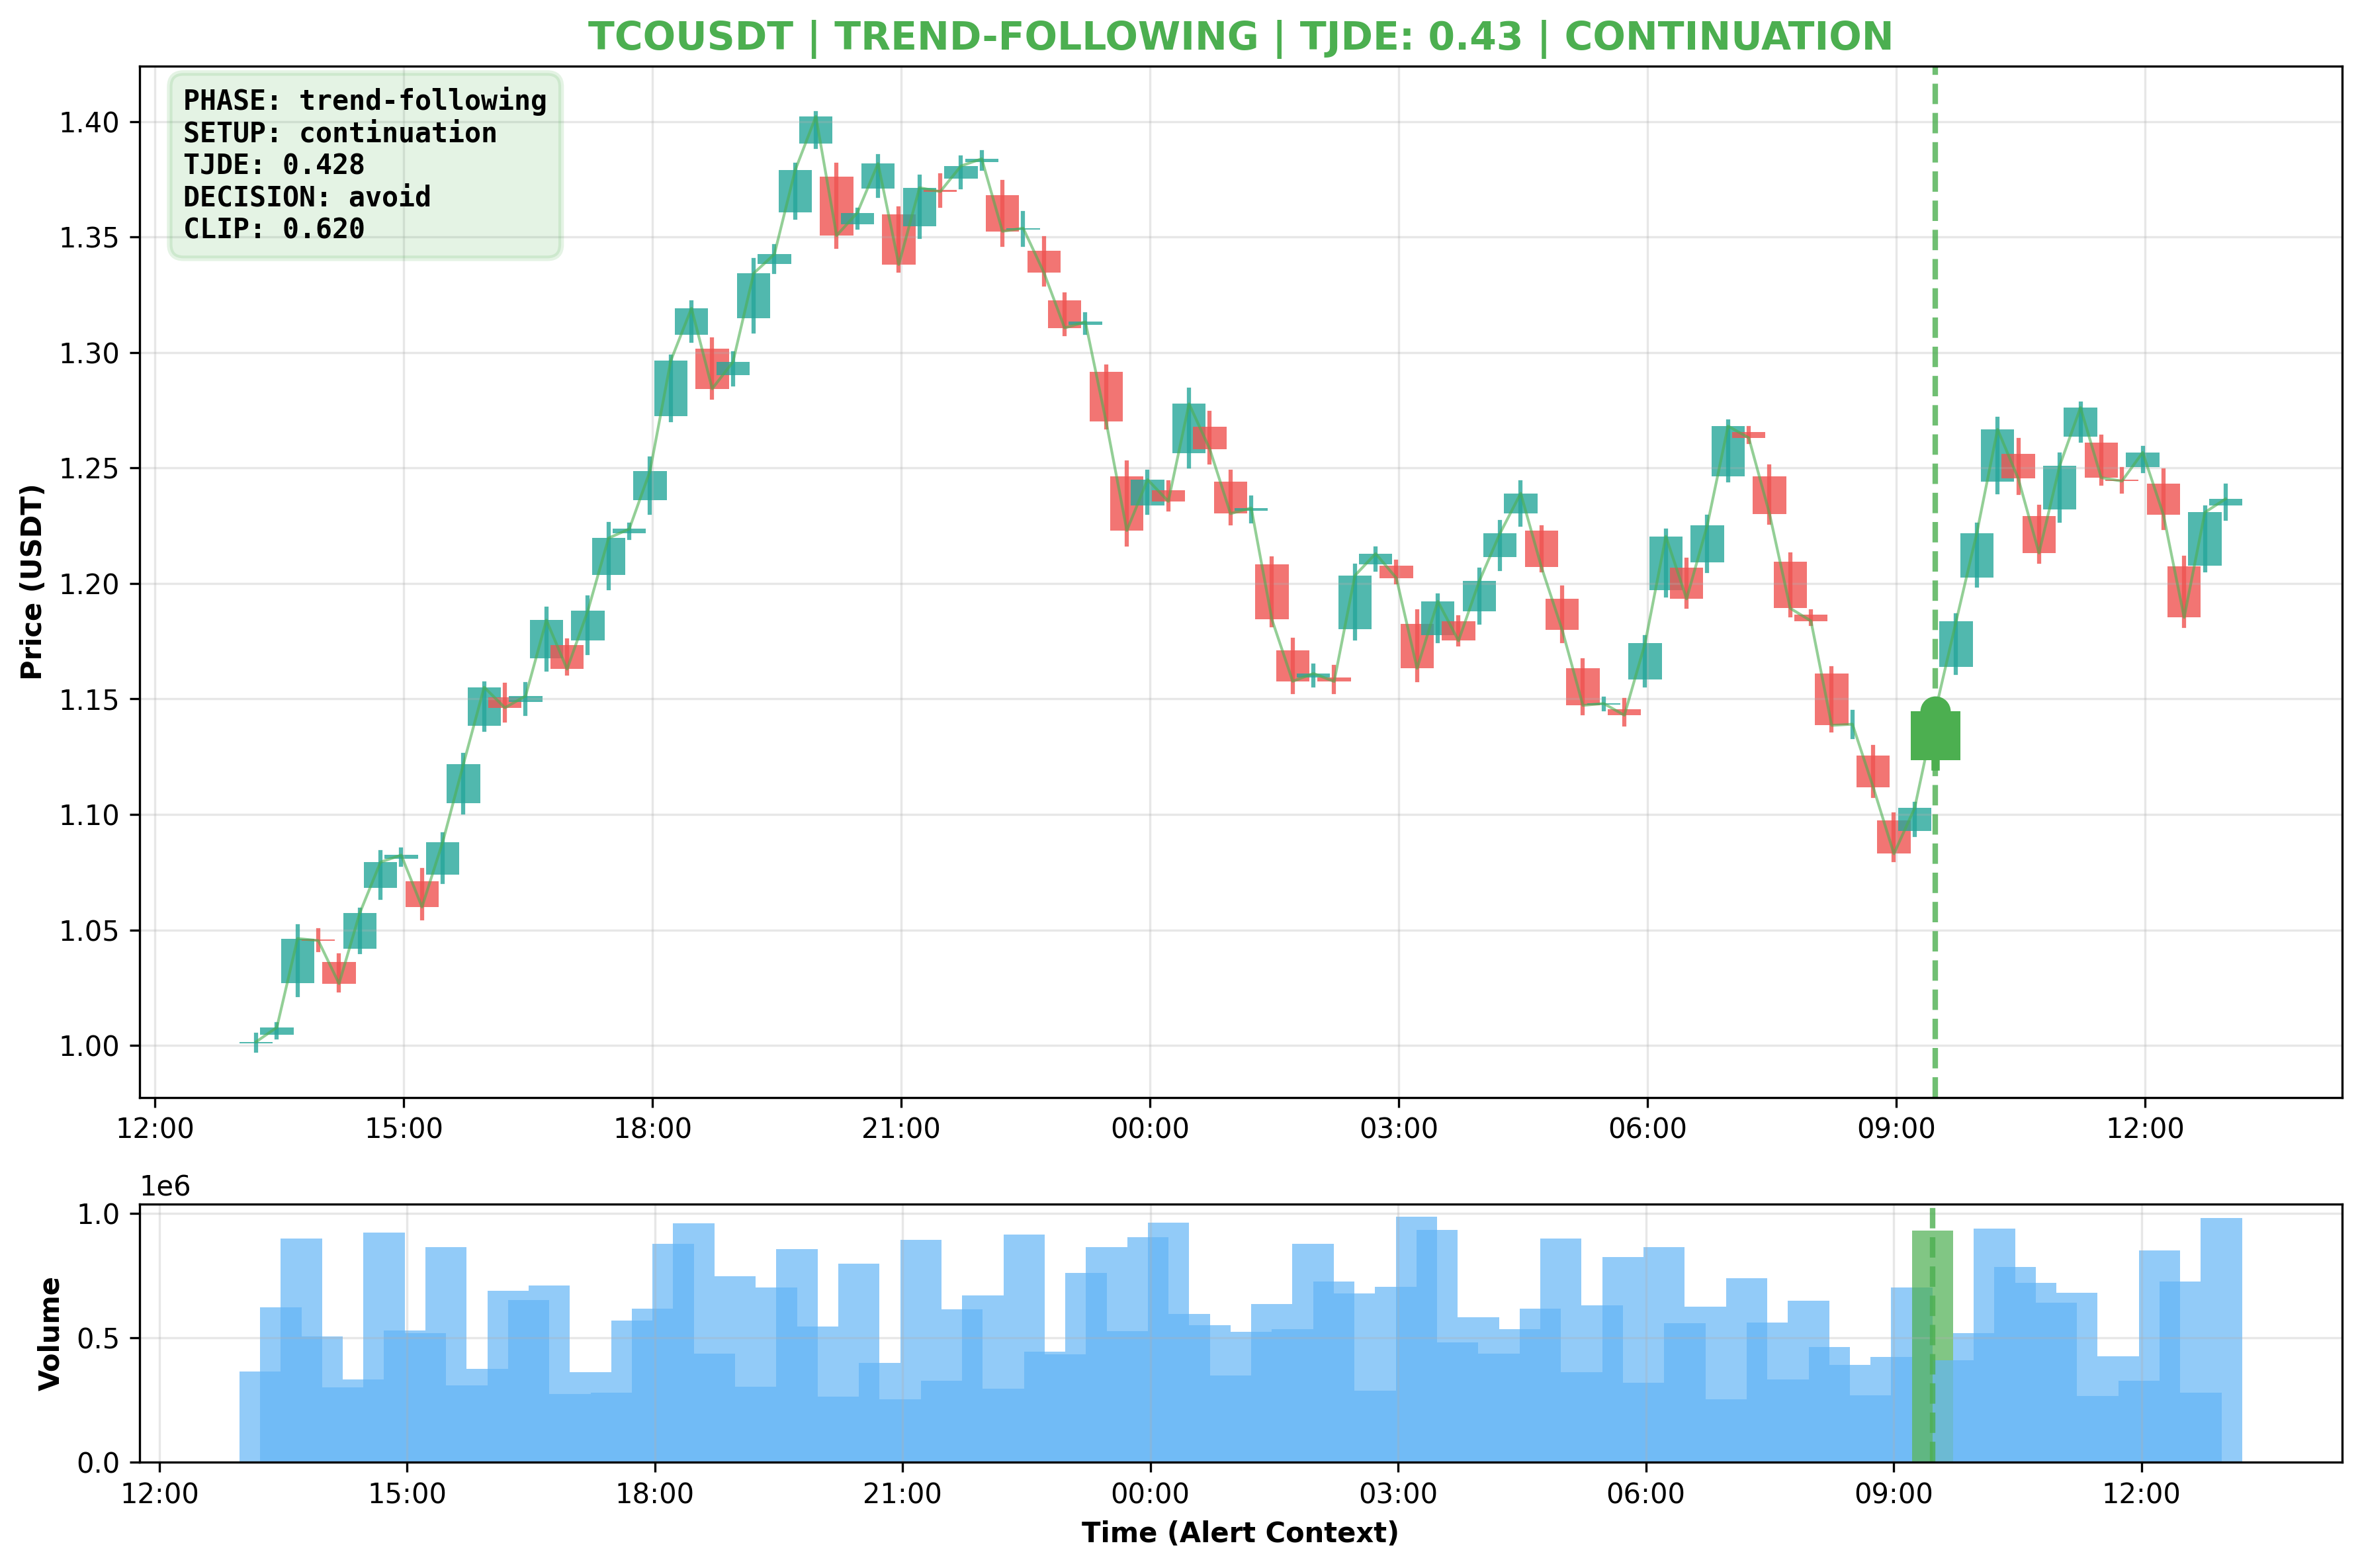 TCOUSDT | TREND-FOLLOWING | TJDE: 0.43 | CONTINUATION
PHASE: trend-following
SETUP: continuation
TJDE: 0.428
DECISION: avoid
CLIP: 0.620
Price (USDT)
1.40
1.35
1.30
1.25
1.20
1.15
1.10
1.05
1.00
12:00 15:00 18:00 21:00 00:00 03:00 06:00 09:00 12:00
1e6
Volume
1.0
0.5
0.0
12:00 15:00 18:00 21:00 00:00 03:00 06:00 09:00 12:00
Time (Alert Context)